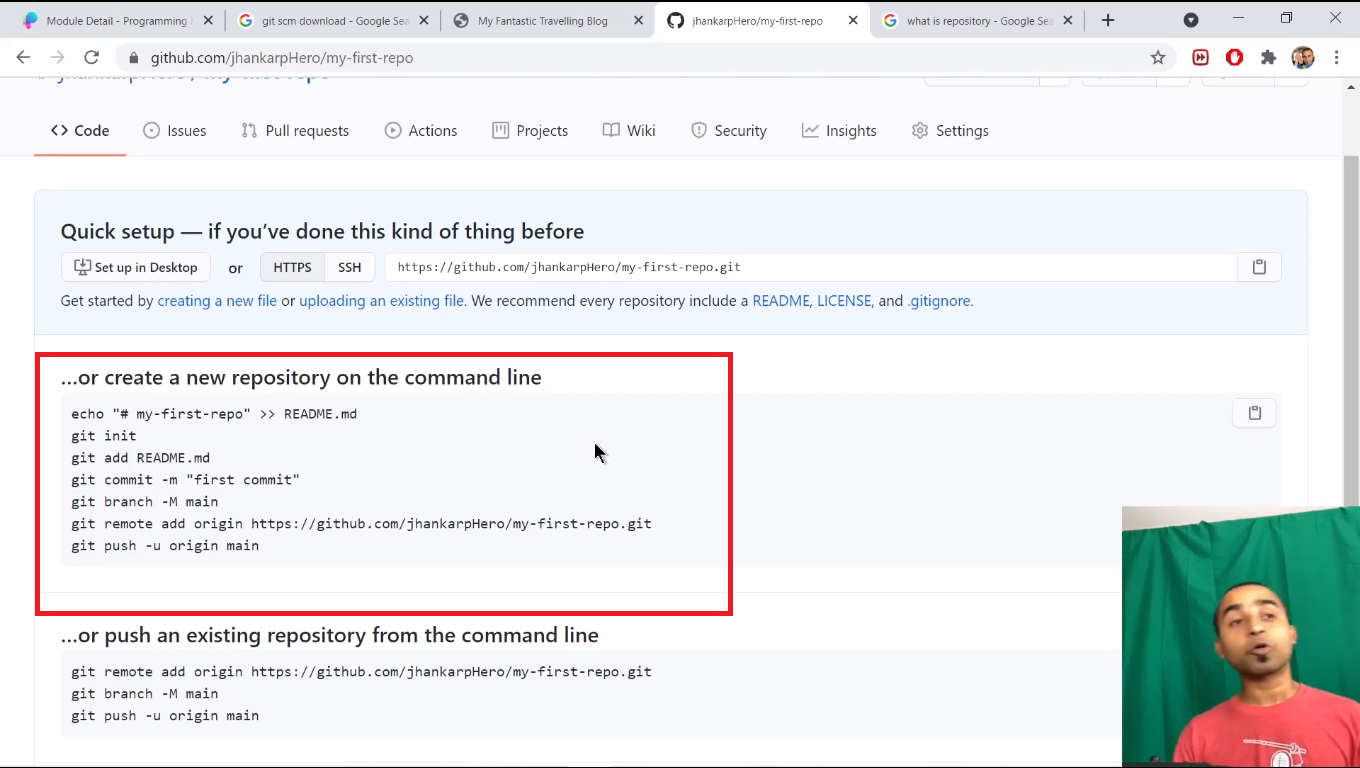 Module Detail - Programming
git scm download - Google Sea
My Fantastic Travelling Blog
jhankarpHero/my-first-repo
what is repository - Google Sea
github.com/jhankarpHero/my-first-repo
jhankarpHero / my-first-repo
Code
Issues
Pull requests
Actions
Projects
Wiki
Security
Insights
Settings
Quick setup — if you’ve done this kind of thing before
Set up in Desktop
or
HTTPS
SSH
https://github.com/jhankarpHero/my-first-repo.git
Get started by creating a new file or uploading an existing file. We recommend every repository include a README, LICENSE, and .gitignore.
…or create a new repository on the command line
echo "# my-first-repo" >> README.md
git init
git add README.md
git commit -m "first commit"
git branch -M main
git remote add origin https://github.com/jhankarpHero/my-first-repo.git
git push -u origin main
…or push an existing repository from the command line
git remote add origin https://github.com/jhankarpHero/my-first-repo.git
git branch -M main
git push -u origin main